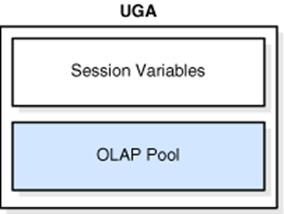 UGA
Session Variables
OLAP Pool